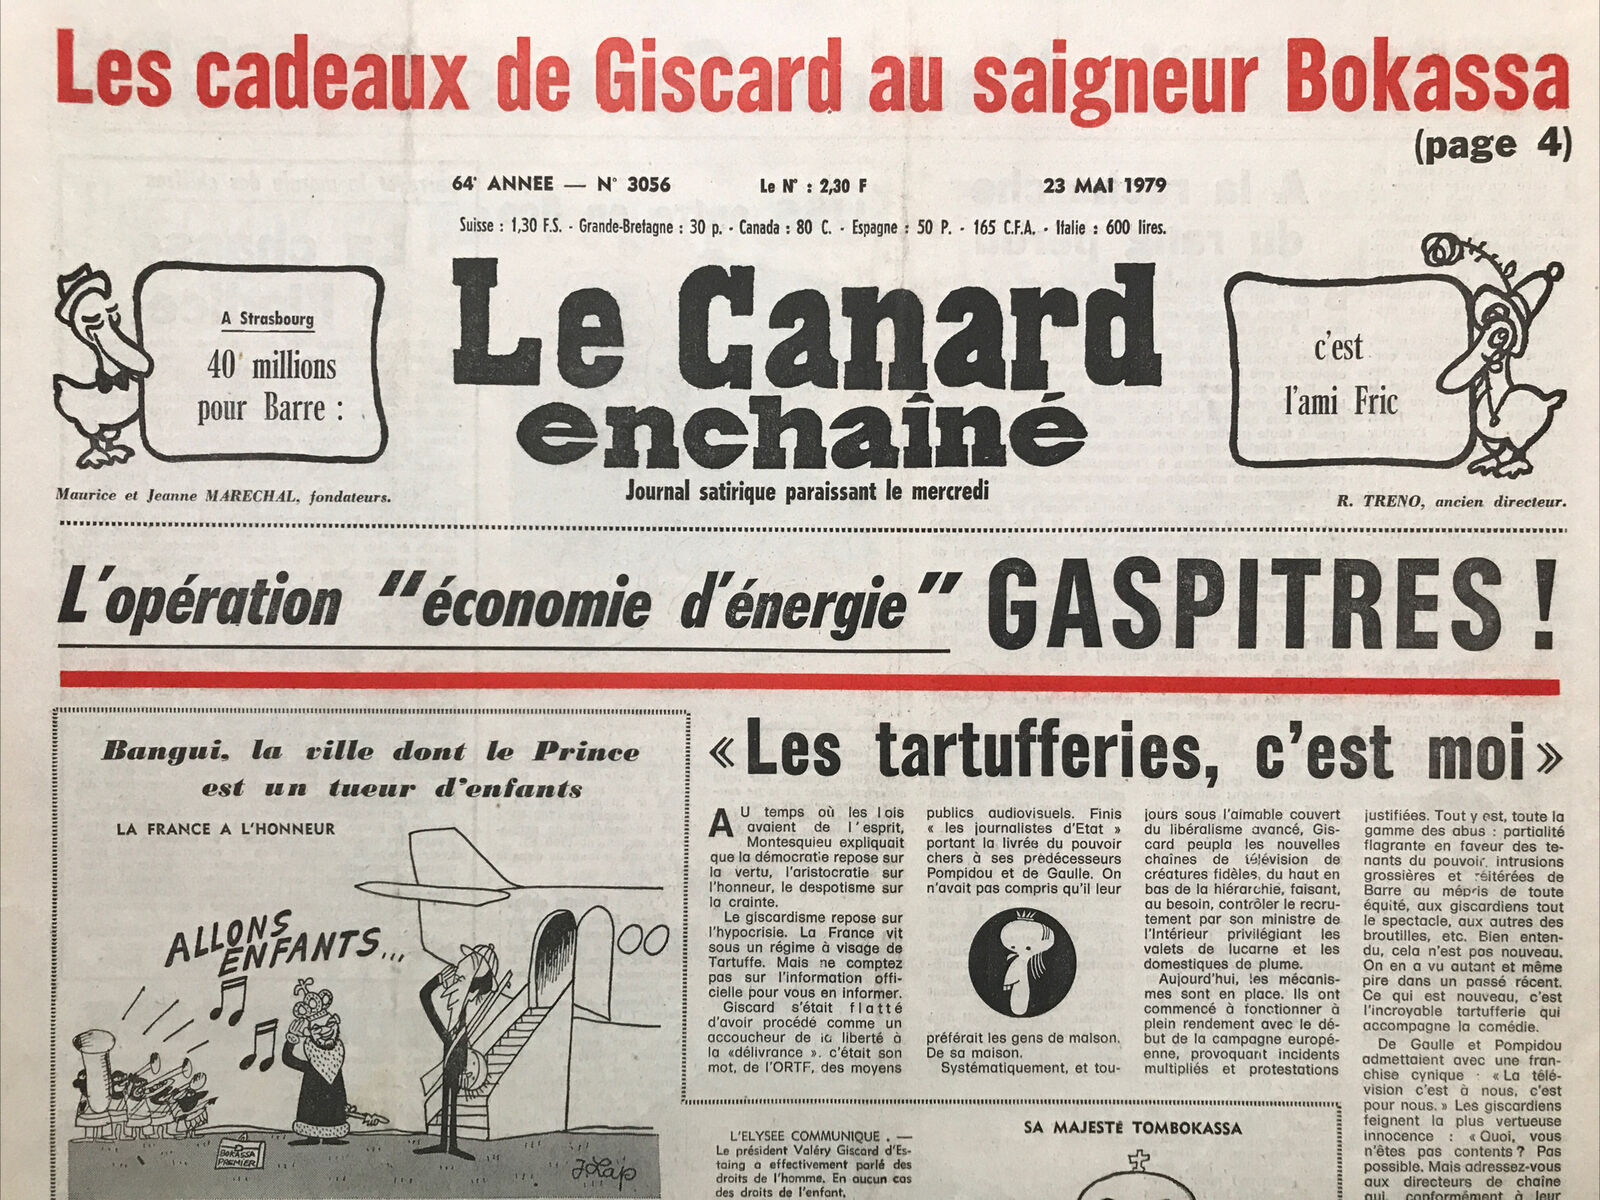 Les cadeaux de Giscard au saigneur Bokassa
(page 4)
64e ANNEE — N° 3056
Le N° : 2,30 F
23 MAI 1979
Suisse : 1,30 F.S. - Grande-Bretagne : 30 p. - Canada : 80 C. - Espagne : 50 P. - 165 C.F.A. - Italie : 600 lires.
A Strasbourg
40 millions
pour Barre :
Le Canard
enchaîné
c'est
l'ami Fric
Journal satirique paraissant le mercredi
Maurice et Jeanne MARECHAL, fondateurs.
R. TRENO, ancien directeur.
L'opération "économie d'énergie" GASPITRES !
Bangui, la ville dont le Prince
est un tueur d'enfants
LA FRANCE A L'HONNEUR
ALLONS
ENFANTS...
BOKASSA
PREMIER
J. Lap
« Les tartufferies, c'est moi »
AU temps où les lois
avaient de l'esprit,
Montesquieu expliquait
que la démocratie repose sur
la vertu, l'aristocratie sur
l'honneur, le despotisme sur
la crainte.
Le giscardisme repose sur
l'hypocrisie. La France vit
sous un régime à visage de
Tartuffe. Mais ne comptez
pas sur l'information offi-
cielle pour vous en informer.
Giscard s'était flatté
d'avoir procédé comme un
accoucheur de la liberté à
la «délivrance», c'était son
mot, de l'ORTF, des moyens
publics audiovisuels. Finis
« les journalistes d'Etat »
portant la livrée du pouvoir
chers à ses prédécesseurs
Pompidou et de Gaulle. On
n'avait pas compris qu'il leur
préférait les gens de maison.
De sa maison.
Systématiquement, et tou-
jours sous l'aimable couvert
du libéralisme avancé, Gis-
card peupla les nouvelles
chaînes de télévision de
créatures fidèles, du haut en
bas de la hiérarchie, faisant,
au besoin, contrôler le recru-
tement par son ministre de
l'Intérieur privilégiant les
valets de lucarne et les
domestiques de plume.
Aujourd'hui, les mécanis-
mes sont en place. Ils ont
commencé à fonctionner à
plein rendement avec le dé-
but de la campagne europé-
enne, provoquant incidents
multipliés et protestations
justifiées. Tout y est, toute la
gamme des abus : partialité
flagrante en faveur des te-
nants du pouvoir, intrusions
grossières et réitérées de
Barre au mépris de toute
équité, aux giscardiens tout
le spectacle, aux autres des
broutilles, etc. Bien enten-
du, cela n'est pas nouveau.
On en a vu autant et même
pire dans un passé récent.
Ce qui est nouveau, c'est
l'incroyable tartufferie qui
accompagne la comédie.
De Gaulle et Pompidou
admettaient avec une fran-
chise cynique : « La télé-
vision c'est à nous, c'est
pour nous. » Les giscardiens
feignent la plus vertueuse
innocence : « Quoi, vous
n'êtes pas contents ? Pas
possible. Mais adressez-vous
aux directeurs de chaîne
qui, conformément à leur
L'ELYSEE COMMUNIQUE. —
Le président Valéry Giscard d'Es-
taing a effectivement parlé des
droits de l'homme. En aucun cas
des droits de l'enfant.
SA MAJESTÉ TOMBOKASSA